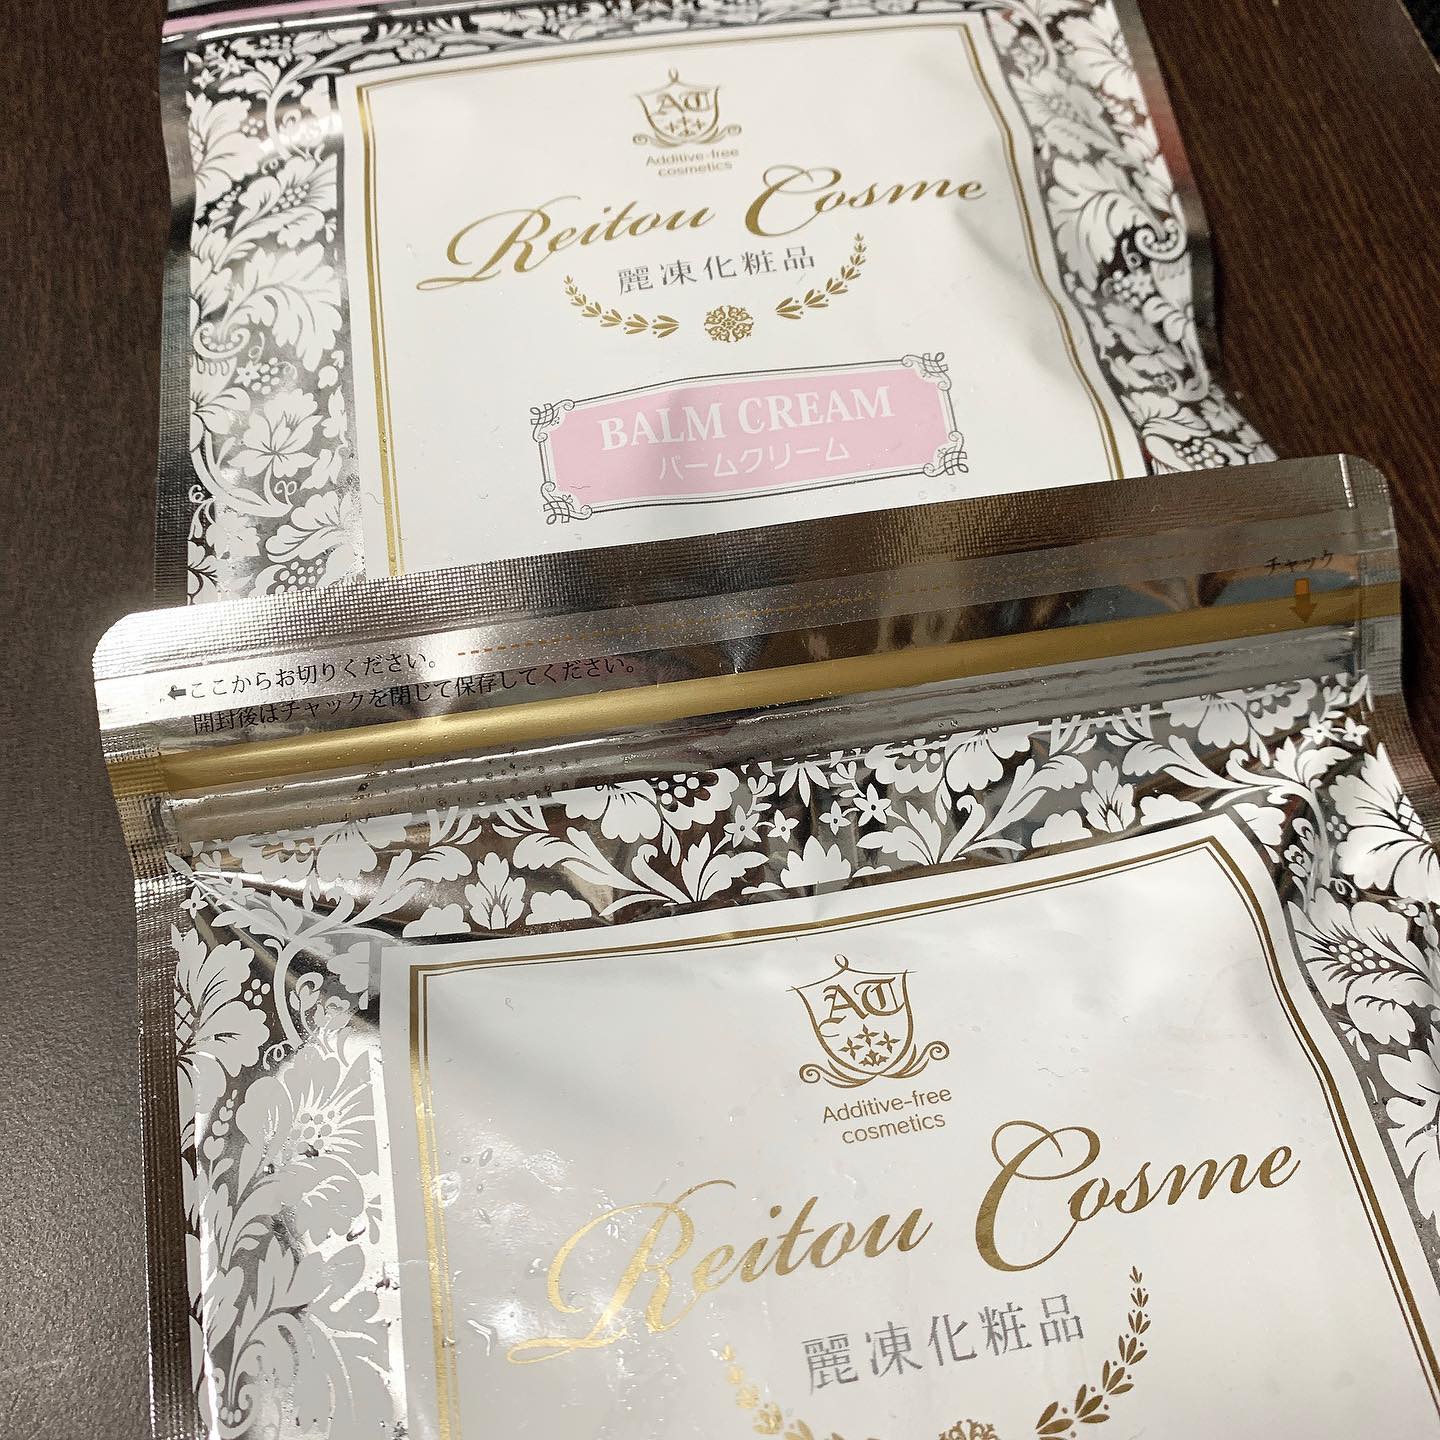 AC
Additive-free
cosmetics
Reitou Cosme
麗凍化粧品
BALM CREAM
バームクリーム
チャック
←ここからお切りください。
開封後はチャックを閉じて保存してください。
AC
Additive-free
cosmetics
Reitou Cosme
麗凍化粧品